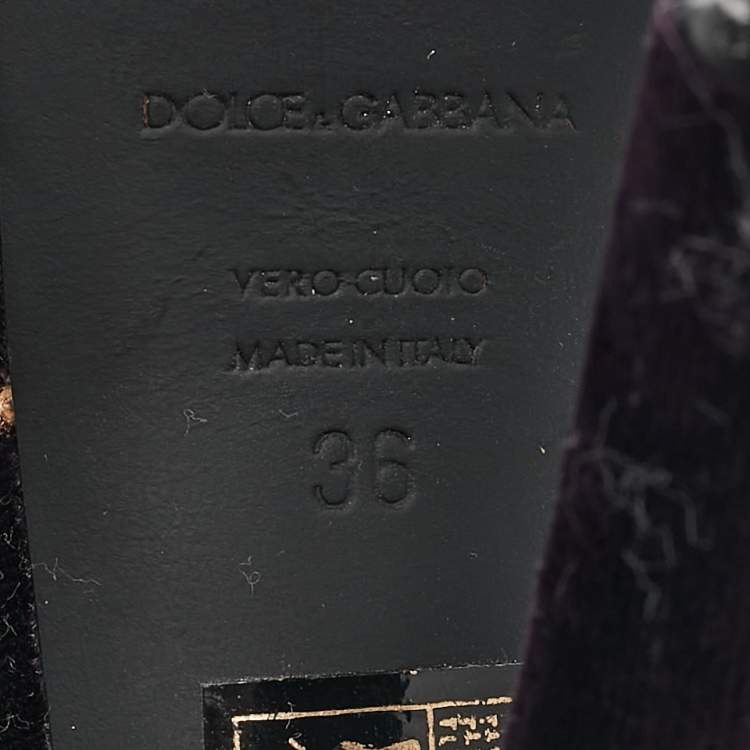 DOLCE & GABBANA
VERO CUOIO
MADE IN ITALY
36